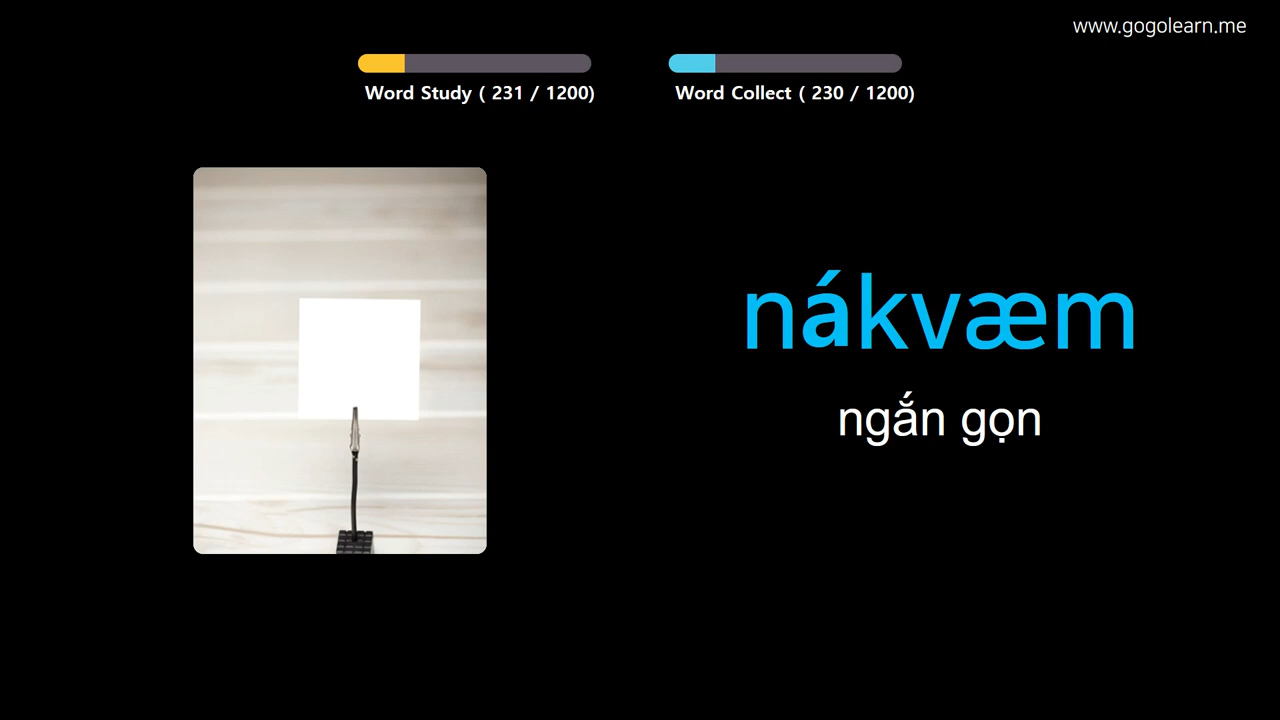 www.gogolearn.me
Word Study ( 231 / 1200)
Word Collect ( 230 / 1200)
nákvæm
ngắn gọn